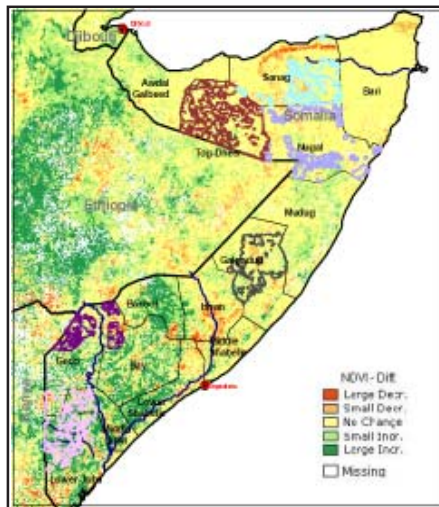 Djibouti
Awdal
Galbeed
Sanag
Bari
Somalia
Togdheer
Nugal
Ethiopia
Mudug
Galgadud
Bakool
Hiran
Gedo
Bay
Middle
Shabelle
Lower
Shabelle
Lower Juba
NDVI - Diff.
Large Decr.
Small Decr.
No Change
Small Incr.
Large Incr.
Missing